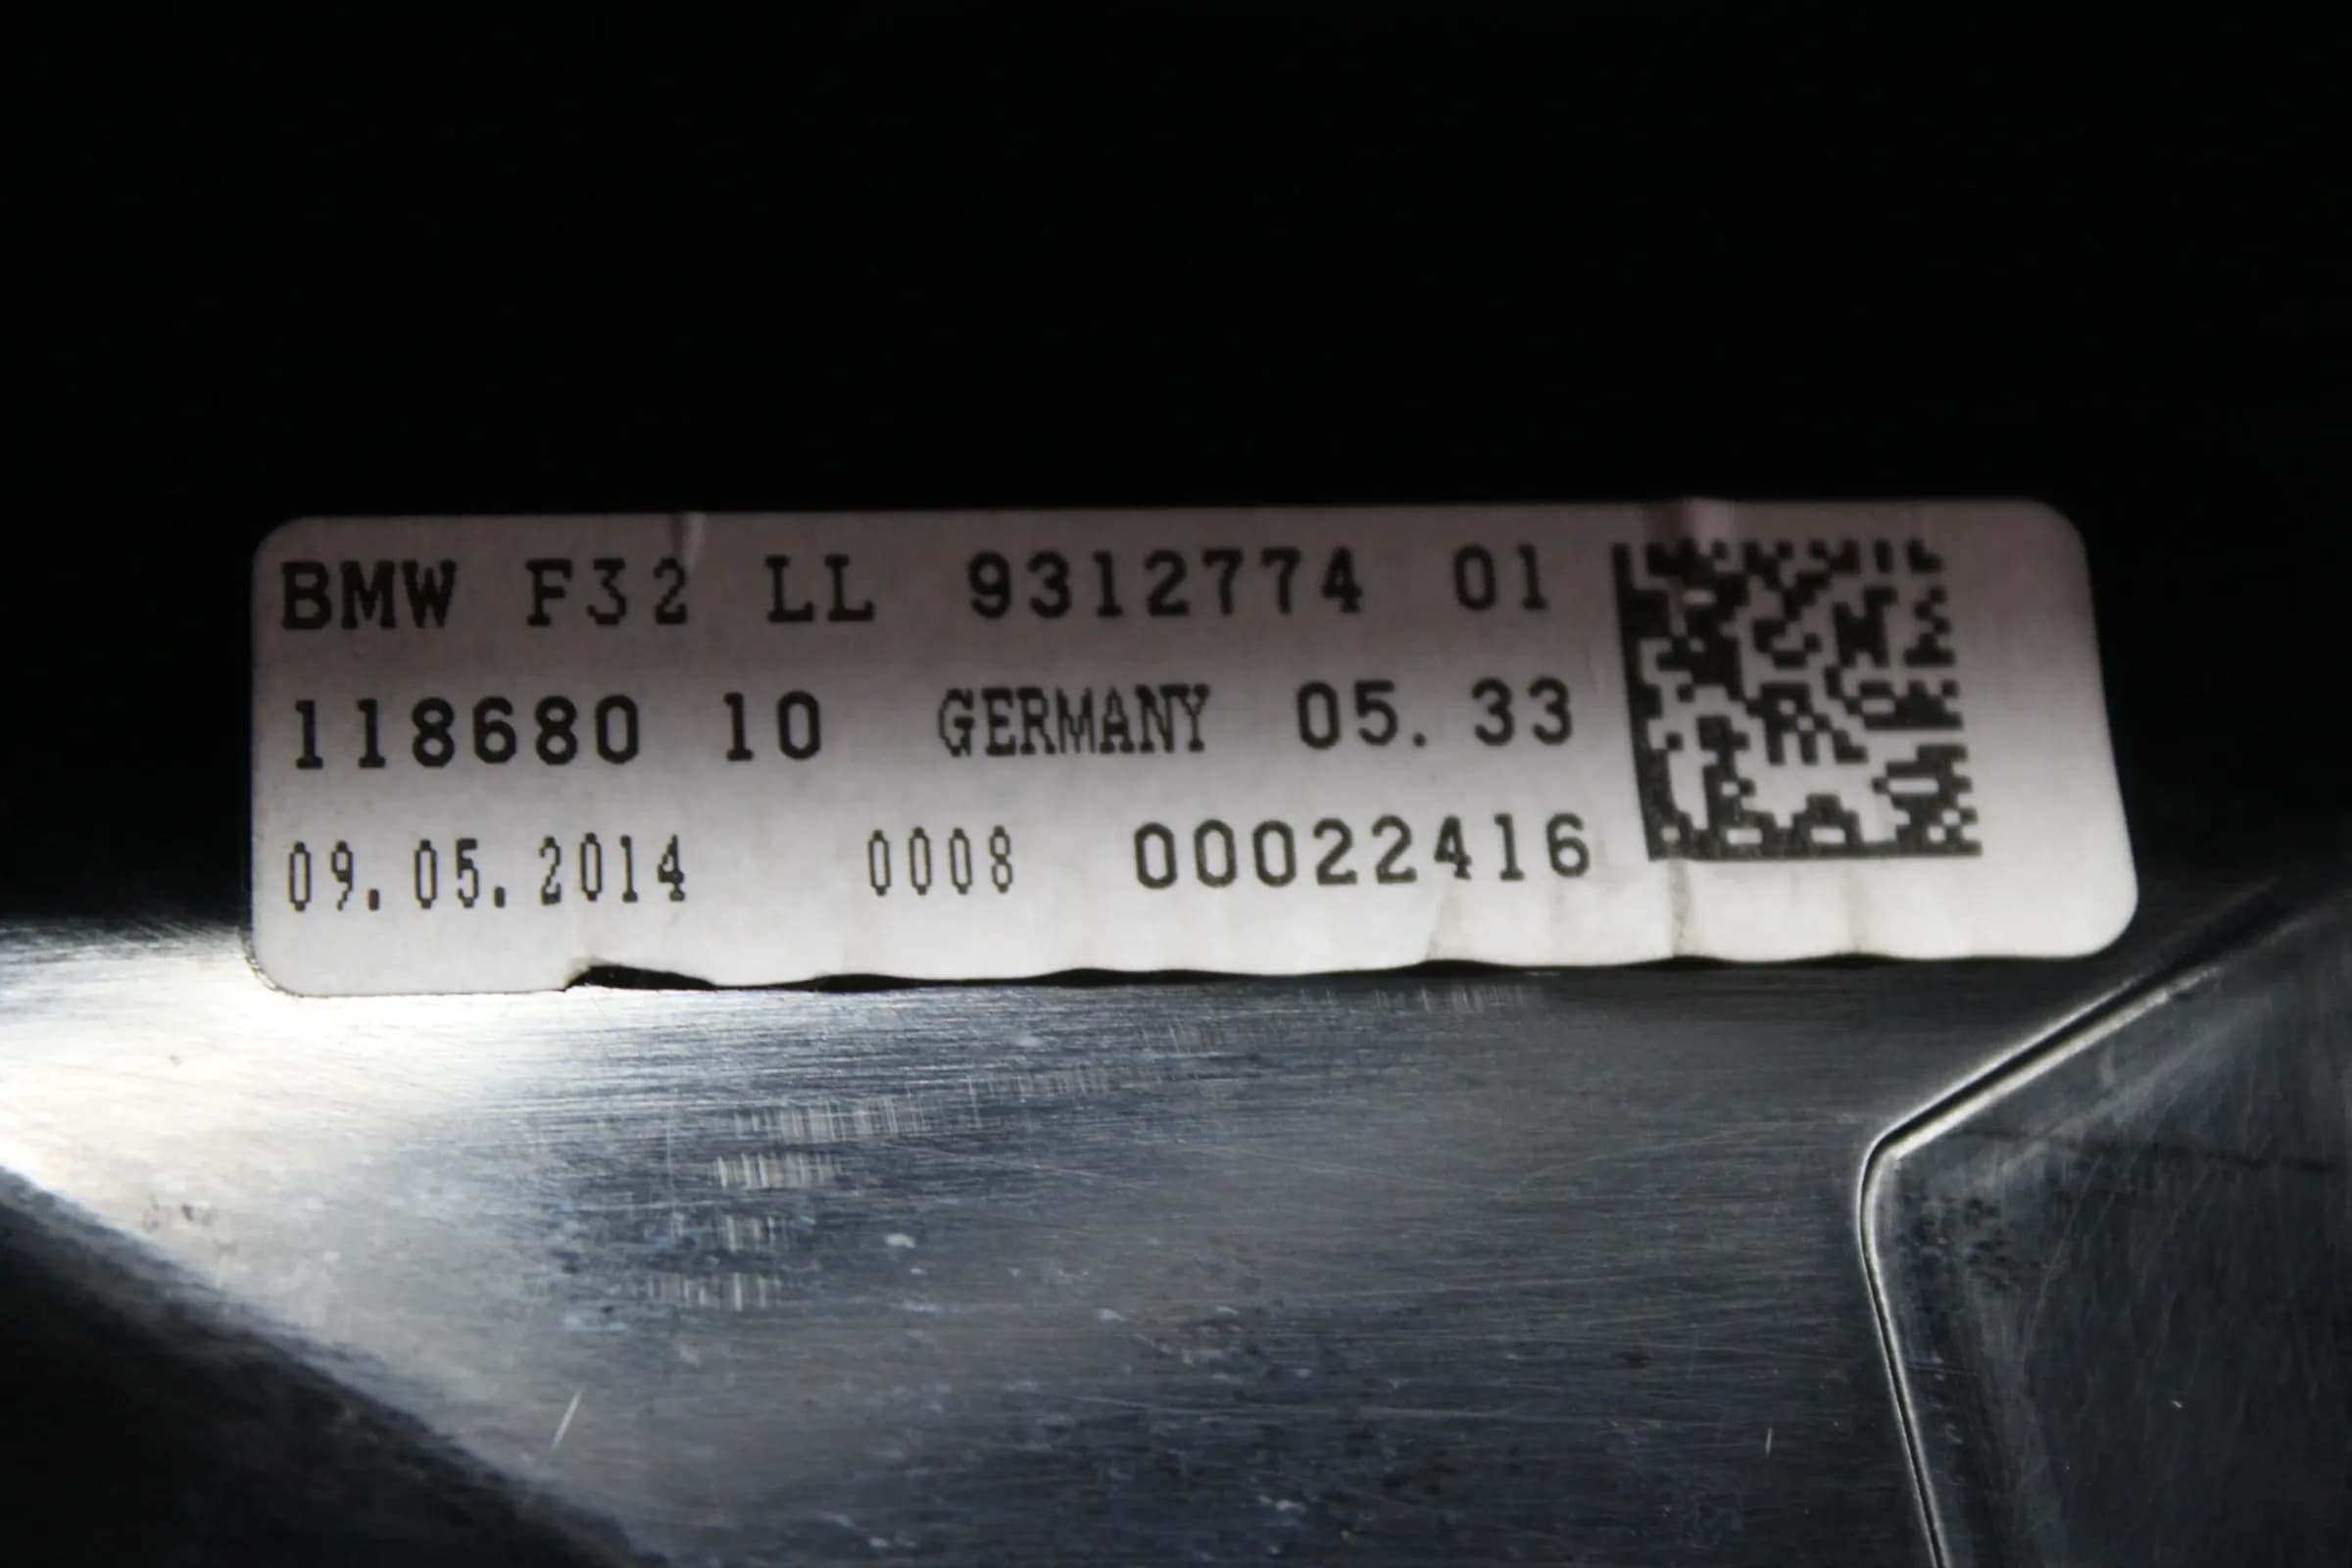 BMW F32 LL 9312774 01
118680 10 GERMANY 05. 33
09.05.2014 0008 00022416